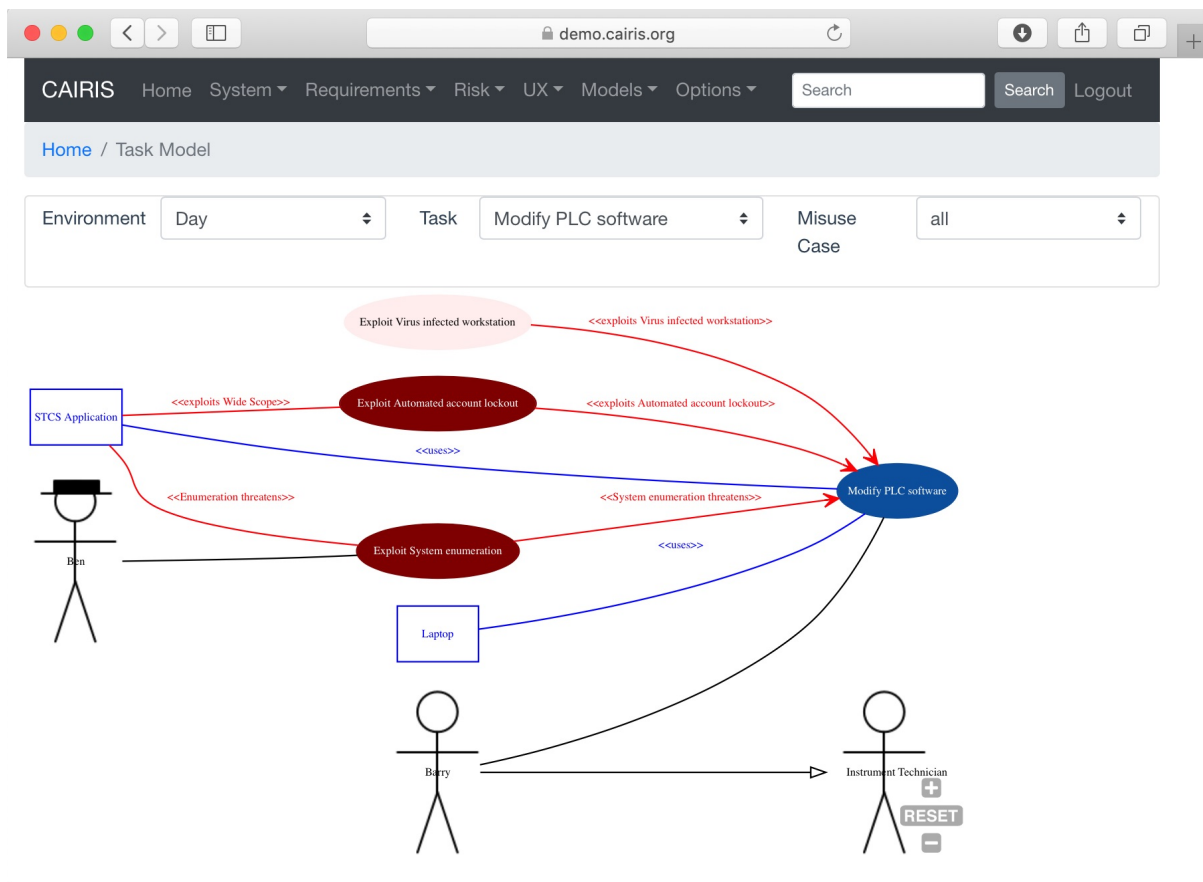 demo.cairis.org
CAIRIS Home System Requirements Risk UX Models Options Search Search Logout
Home / Task Model
Environment Day Task Modify PLC software Misuse Case all
Exploit Virus infected workstation
<<exploits Virus infected workstation>>
<<exploits Wide Scope>>
Exploit Automated account lockout
<<exploits Automated account lockout>>
STCS Application
<<uses>>
<<Enumeration threatens>>
<<System enumeration threatens>>
Modify PLC software
Exploit System enumeration
<<uses>>
Ben
Laptop
Barry
Instrument Technician
RESET